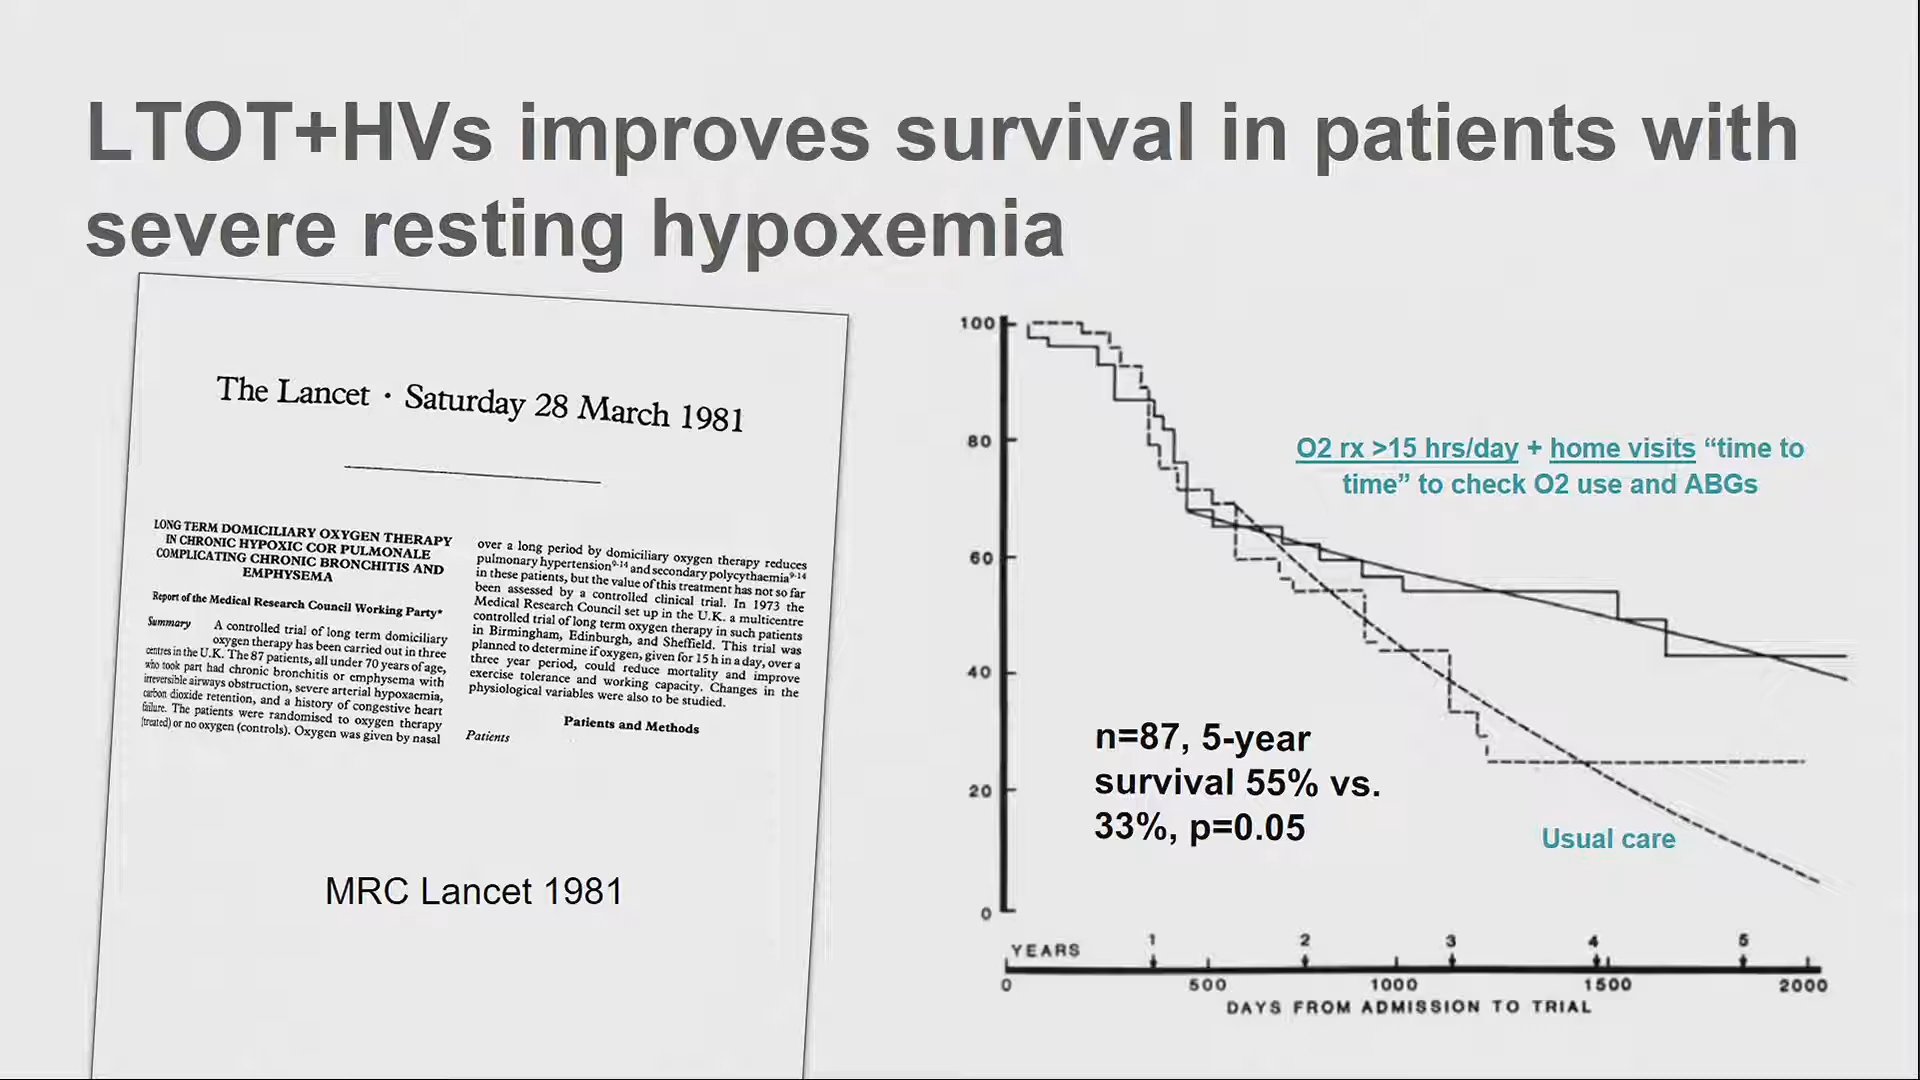 LTOT+HVs improves survival in patients with
severe resting hypoxemia
The Lancet · Saturday 28 March 1981
LONG TERM DOMICILIARY OXYGEN THERAPY
IN CHRONIC HYPOXIC COR PULMONALE
COMPLICATING CHRONIC BRONCHITIS AND
EMPHYSEMA
Report of the Medical Research Council Working Party*
Summary A controlled trial of long term domiciliary
oxygen therapy has been carried out in three
centres in the U.K. The 87 patients, all under 70 years of age,
who took part had chronic bronchitis or emphysema with
irreversible airways obstruction, severe arterial hypoxaemia,
carbon dioxide retention, and a history of congestive heart
failure. The patients were randomised to oxygen therapy
(treated) or no oxygen (controls). Oxygen was given by nasal
over a long period by domiciliary oxygen therapy reduces
pulmonary hypertension⁹⁻¹⁴ and secondary polycythaemia⁹⁻¹⁴
in these patients, but the value of this treatment has not so far
been assessed by a controlled clinical trial. In 1973 the
Medical Research Council set up in the U.K. a multicentre
controlled trial of long term oxygen therapy in such patients
in Birmingham, Edinburgh, and Sheffield. This trial was
planned to determine if oxygen, given for 15 h in a day, over a
three year period, could reduce mortality and improve
exercise tolerance and working capacity. Changes in the
physiological variables were also to be studied.
Patients and Methods
Patients
MRC Lancet 1981
100
80
60
40
20
0
O2 rx >15 hrs/day + home visits “time to
time” to check O2 use and ABGs
n=87, 5-year
survival 55% vs.
33%, p=0.05
Usual care
YEARS 1 2 3 4 5
0 500 1000 1500 2000
DAYS FROM ADMISSION TO TRIAL